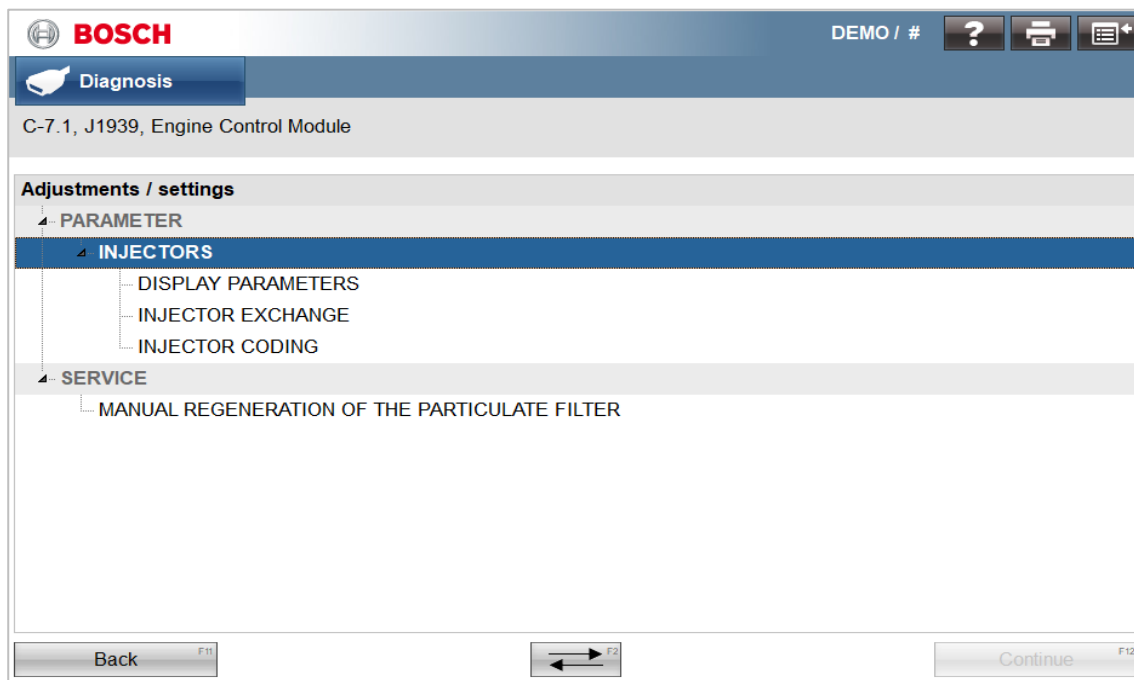 BOSCH
DEMO / #
?
Diagnosis
C-7.1, J1939, Engine Control Module
Adjustments / settings
PARAMETER
INJECTORS
DISPLAY PARAMETERS
INJECTOR EXCHANGE
INJECTOR CODING
SERVICE
MANUAL REGENERATION OF THE PARTICULATE FILTER
Back F11
F2
Continue F12